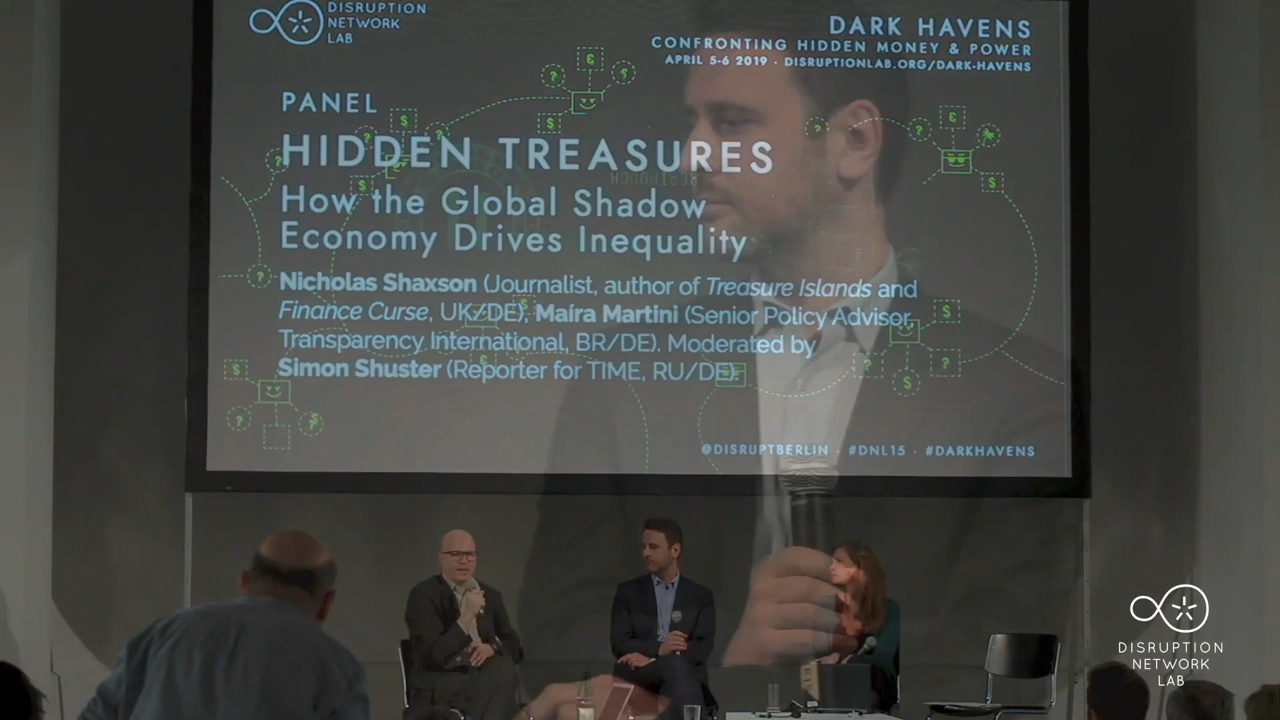 DISRUPTION
NETWORK
LAB
DARK HAVENS
CONFRONTING HIDDEN MONEY & POWER
APRIL 5-6 2019 · DISRUPTIONLAB.ORG/DARK-HAVENS
PANEL
HIDDEN TREASURES
How the Global Shadow
Economy Drives Inequality
Nicholas Shaxson (Journalist, author of Treasure Islands and
Finance Curse, UK/DE), Maíra Martini (Senior Policy Advisor,
Transparency International, BR/DE). Moderated by
Simon Shuster (Reporter for TIME, RU/DE).
@DISRUPTBERLIN · #DNL15 · #DARKHAVENS
DISRUPTION
NETWORK
LAB